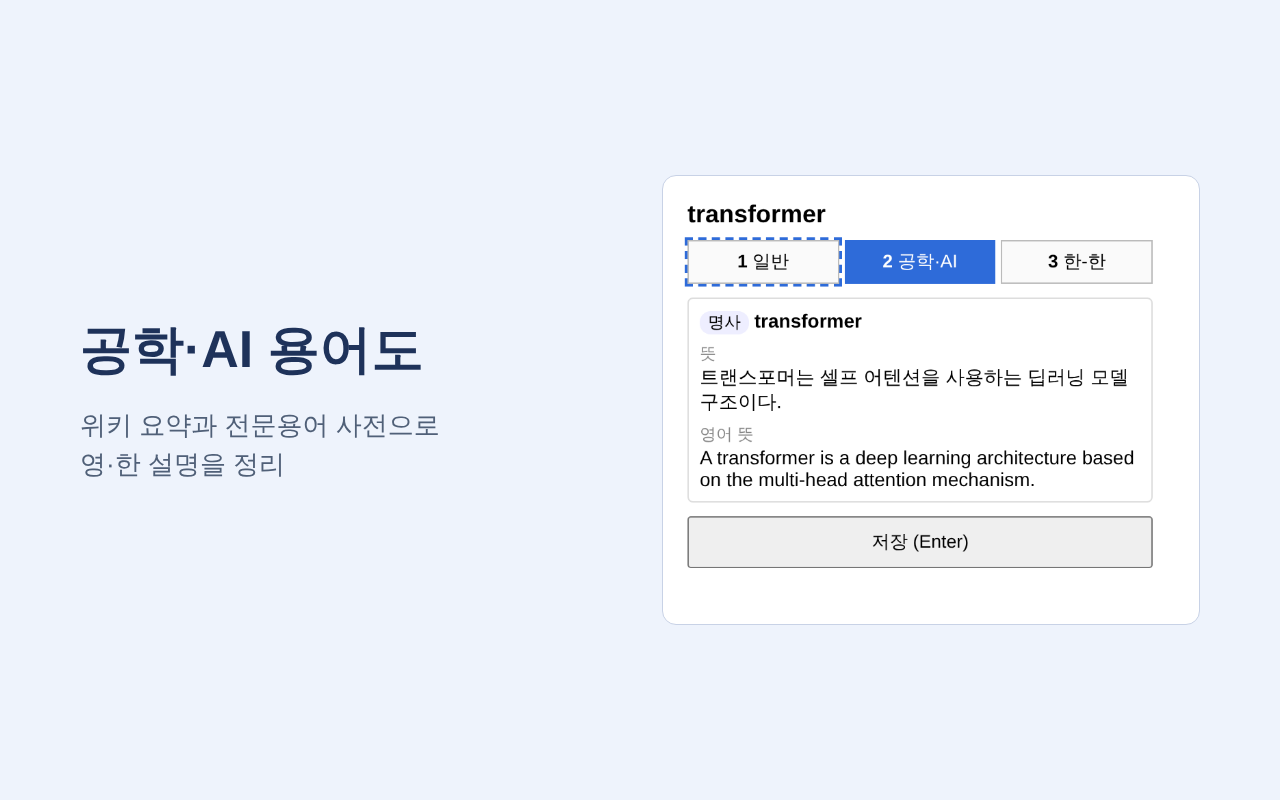 공학·AI 용어도
위키 요약과 전문용어 사전으로
영·한 설명을 정리
transformer
1 일반
2 공학·AI
3 한-한
명사 transformer
뜻
트랜스포머는 셀프 어텐션을 사용하는 딥러닝 모델
구조이다.
영어 뜻
A transformer is a deep learning architecture based
on the multi-head attention mechanism.
저장 (Enter)